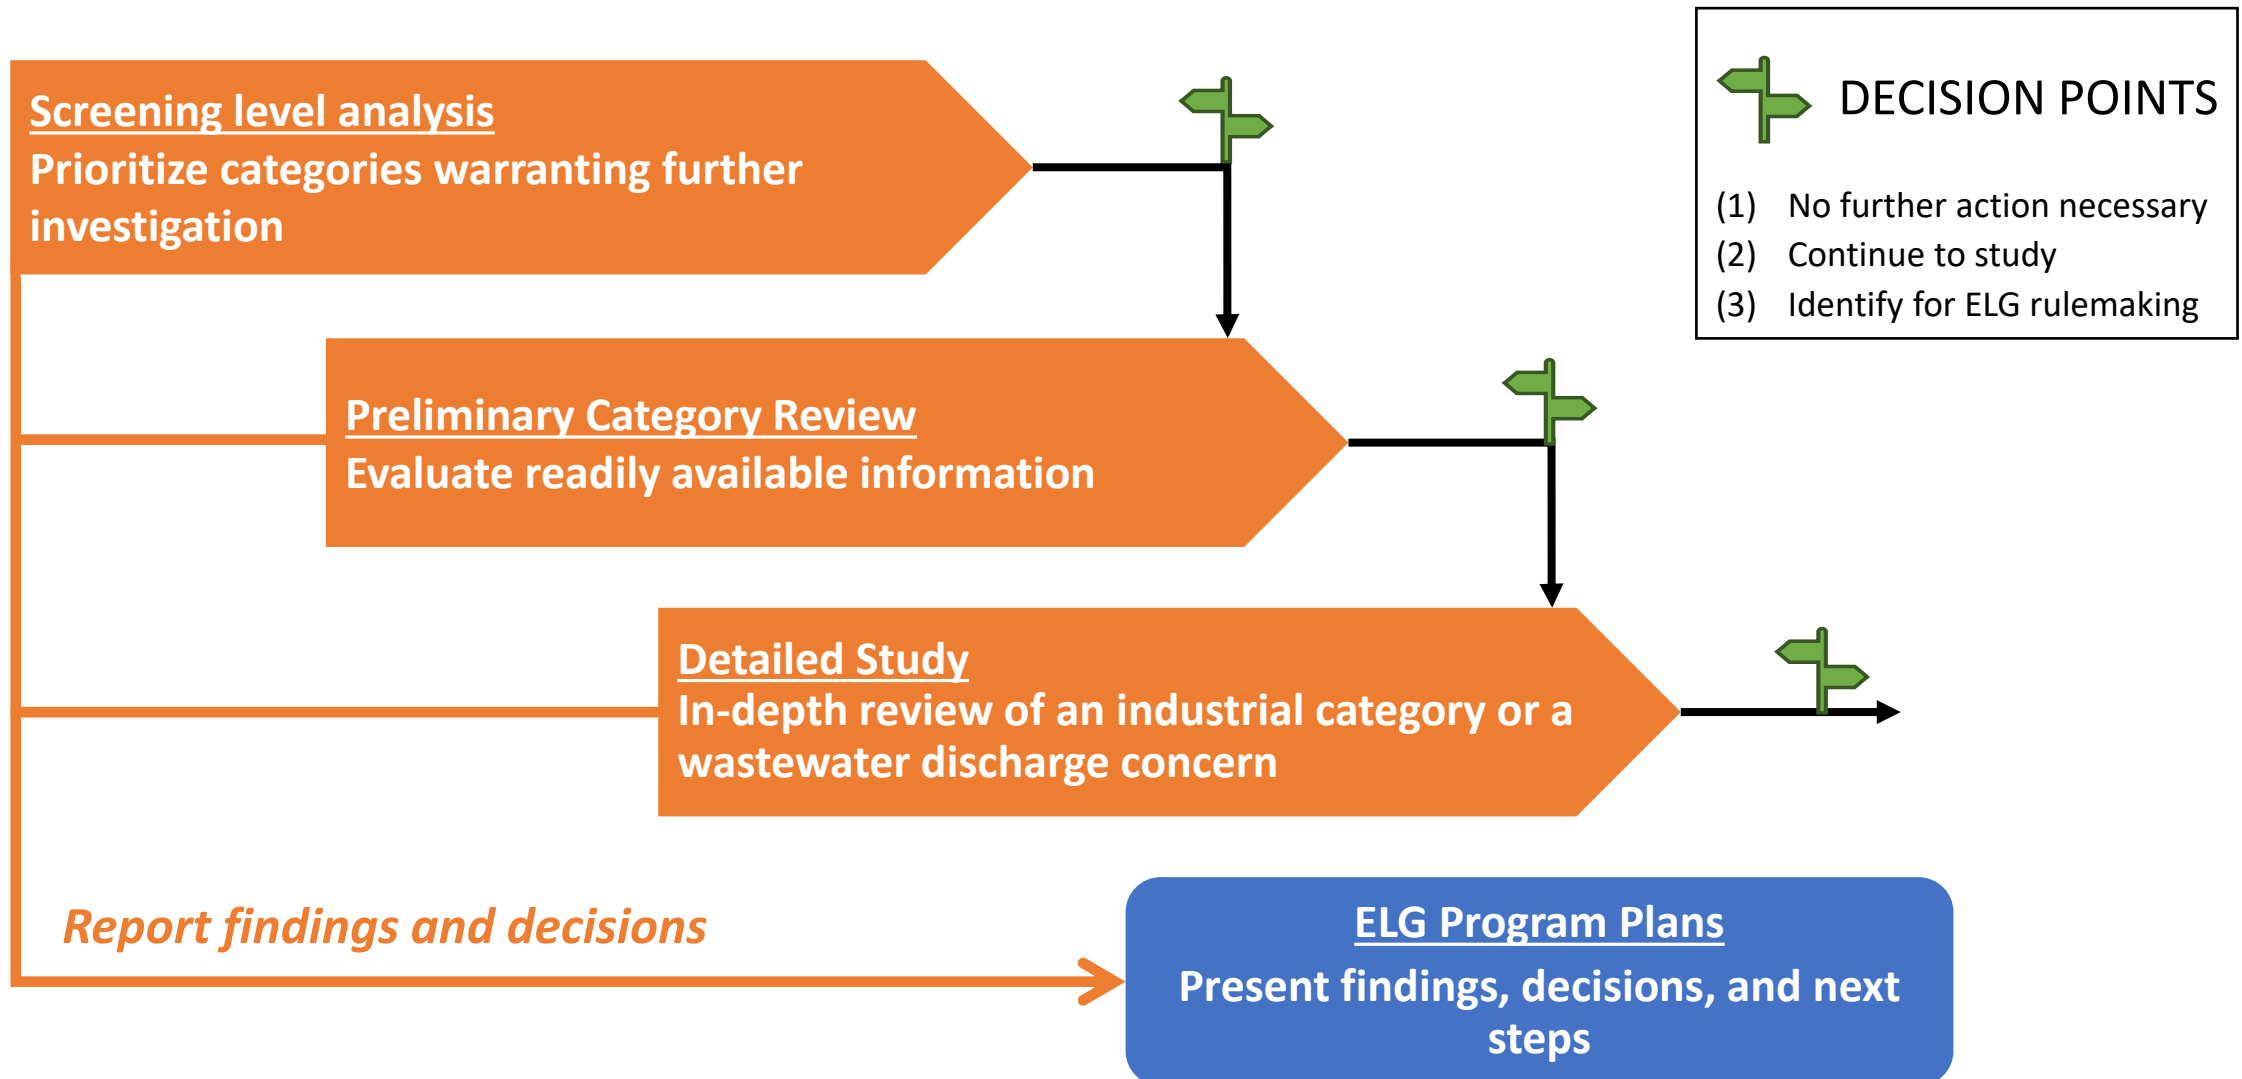 Screening level analysis
Prioritize categories warranting further
investigation
DECISION POINTS
(1) No further action necessary
(2) Continue to study
(3) Identify for ELG rulemaking
Preliminary Category Review
Evaluate readily available information
Detailed Study
In-depth review of an industrial category or a
wastewater discharge concern
Report findings and decisions
ELG Program Plans
Present findings, decisions, and next
steps